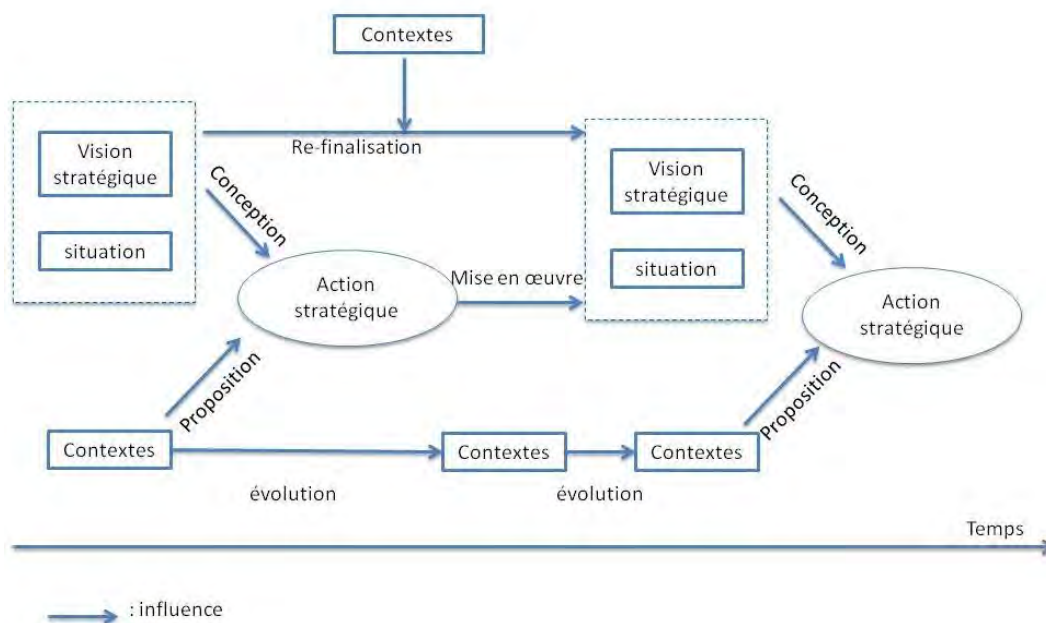 Contextes
Re-finalisation
Vision
stratégique
situation
Conception
Action
stratégique
Proposition
Mise en œuvre
Vision
stratégique
situation
Conception
Action
stratégique
Proposition
Contextes
Contextes
Contextes
évolution
évolution
Temps
: influence